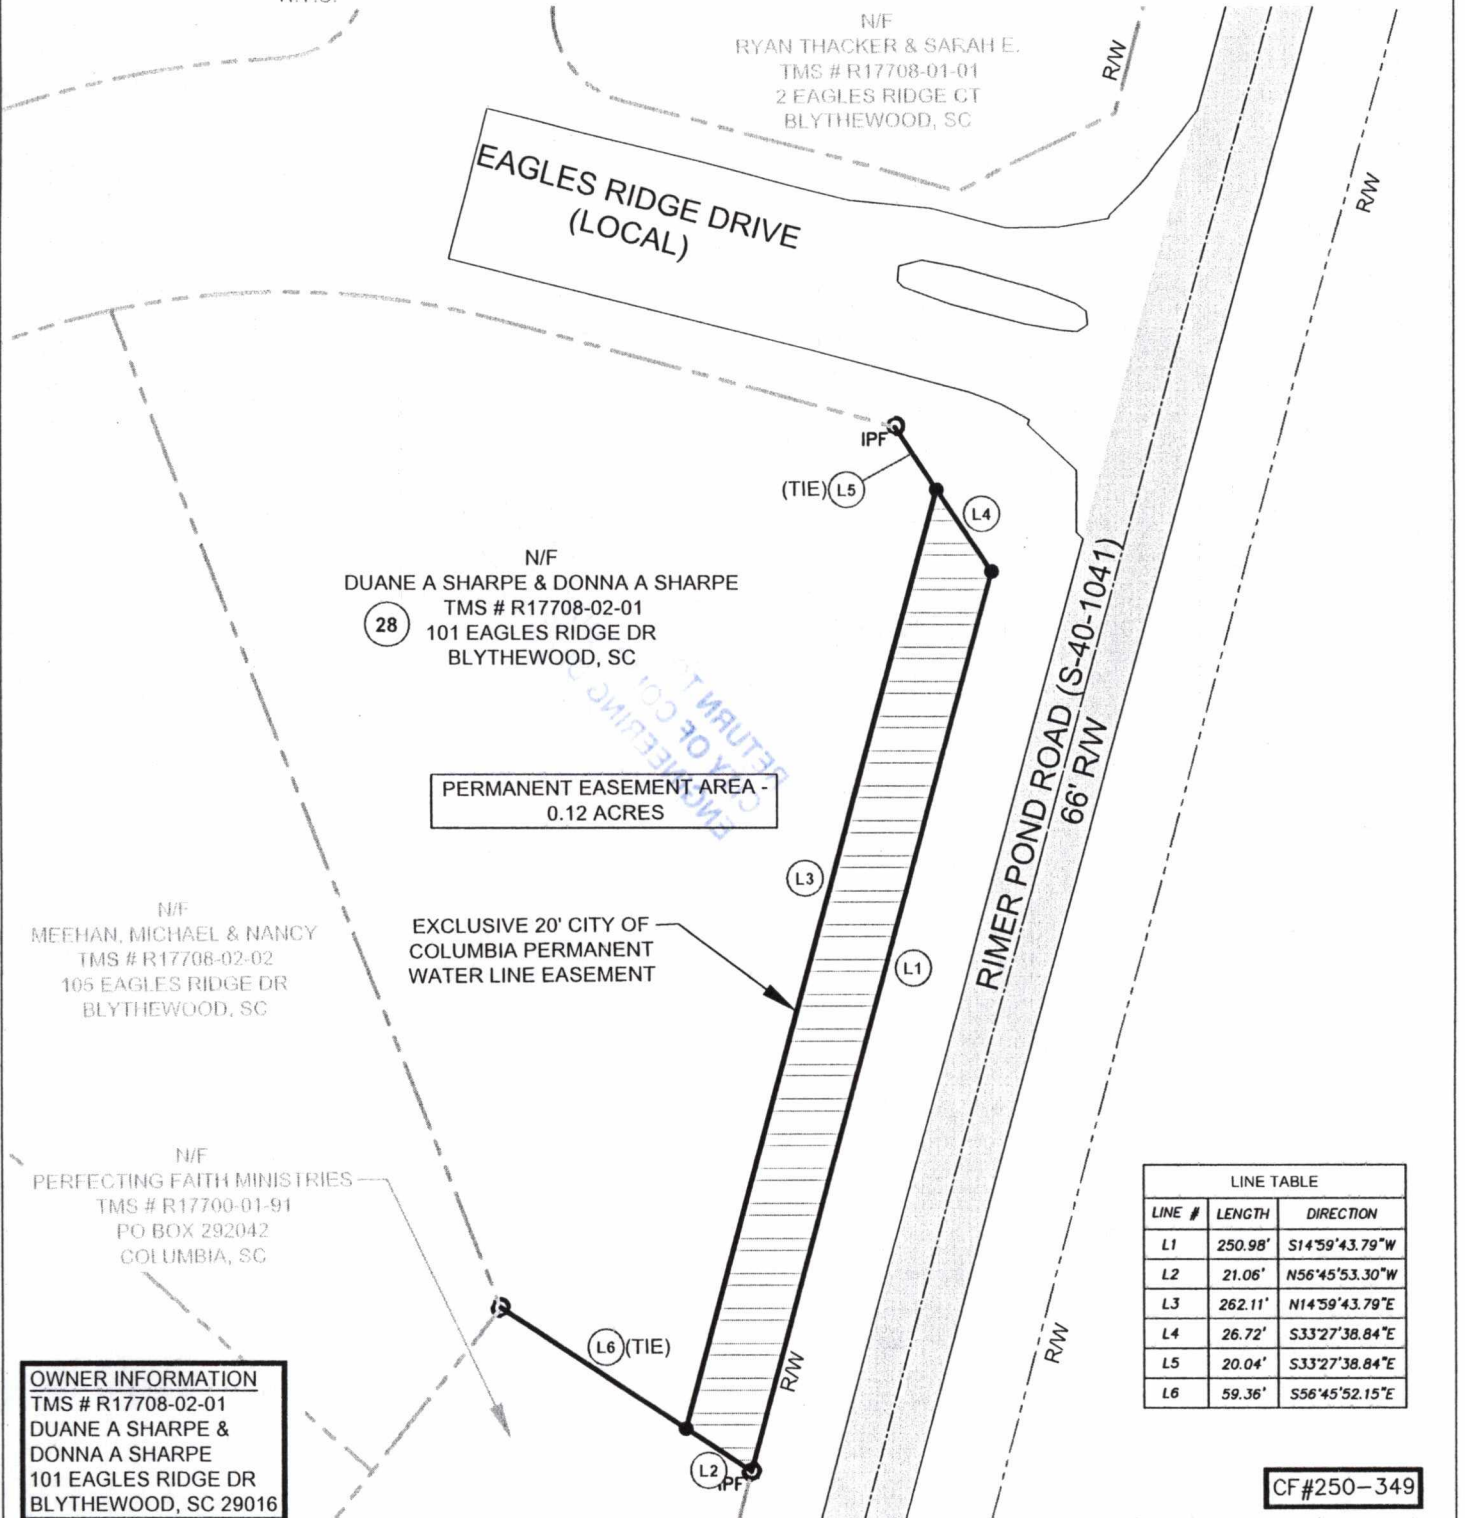 N/F
RYAN THACKER & SARAH E.
TMS # R17708-01-01
2 EAGLES RIDGE CT
BLYTHEWOOD, SC
R/W
R/W
EAGLES RIDGE DRIVE
(LOCAL)
IPF
(TIE) L5
L4
N/F
DUANE A SHARPE & DONNA A SHARPE
TMS # R17708-02-01
28 101 EAGLES RIDGE DR
BLYTHEWOOD, SC
RETURN T
CITY OF CO
ENGINEERING
RIMER POND ROAD (S-40-1041)
66' R/W
PERMANENT EASEMENT AREA -
0.12 ACRES
L3
EXCLUSIVE 20' CITY OF
COLUMBIA PERMANENT
WATER LINE EASEMENT
L1
N/F
MEEHAN, MICHAEL & NANCY
TMS # R17708-02-02
105 EAGLES RIDGE DR
BLYTHEWOOD, SC
N/F
PERFECTING FAITH MINISTRIES
TMS # R17700-01-91
PO BOX 292042
COLUMBIA, SC
L6 (TIE)
R/W
R/W
L2
IPF
LINE TABLE
LINE # LENGTH DIRECTION
L1 250.98' S14°59'43.79"W
L2 21.06' N56°45'53.30"W
L3 262.11' N14°59'43.79"E
L4 26.72' S33°27'38.84"E
L5 20.04' S33°27'38.84"E
L6 59.36' S56°45'52.15"E
OWNER INFORMATION
TMS # R17708-02-01
DUANE A SHARPE &
DONNA A SHARPE
101 EAGLES RIDGE DR
BLYTHEWOOD, SC 29016
CF#250-349